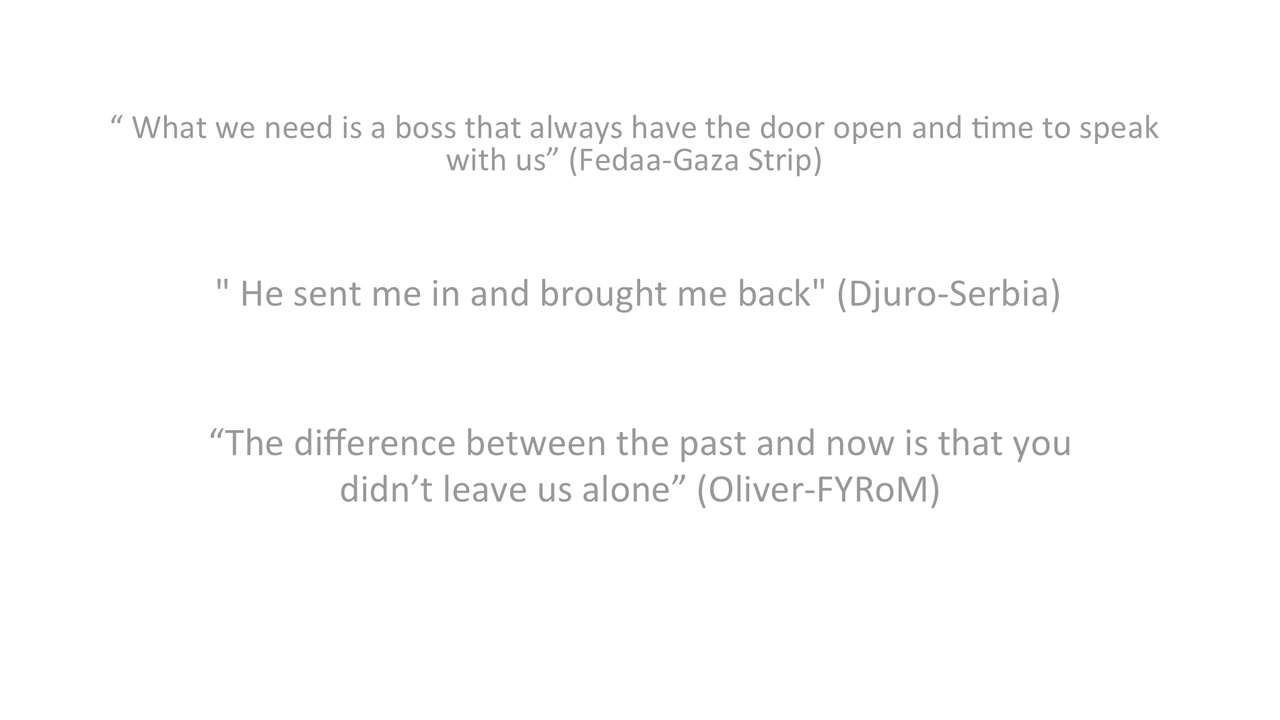 “ What we need is a boss that always have the door open and time to speak
with us” (Fedaa-Gaza Strip)
" He sent me in and brought me back" (Djuro-Serbia)
“The difference between the past and now is that you
didn’t leave us alone” (Oliver-FYRoM)